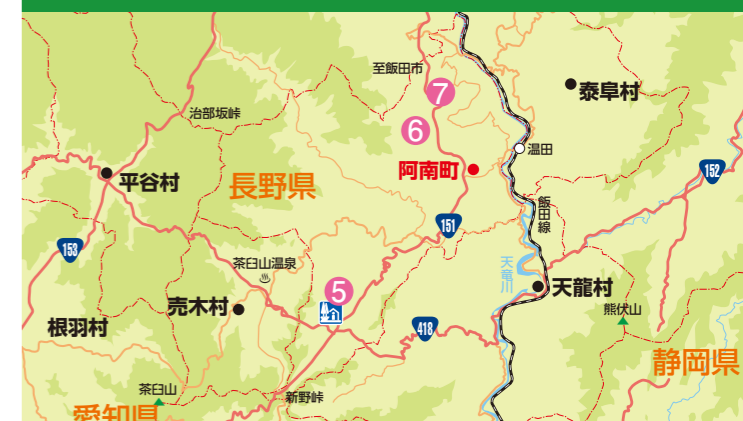 至飯田市
7
泰阜村
治部坂峠
6
温田
阿南町
152
平谷村
長野県
飯田線
151
153
茶臼山温泉
天竜川
5
天龍村
売木村
熊伏山
根羽村
418
静岡県
茶臼山
新野峠
愛知県